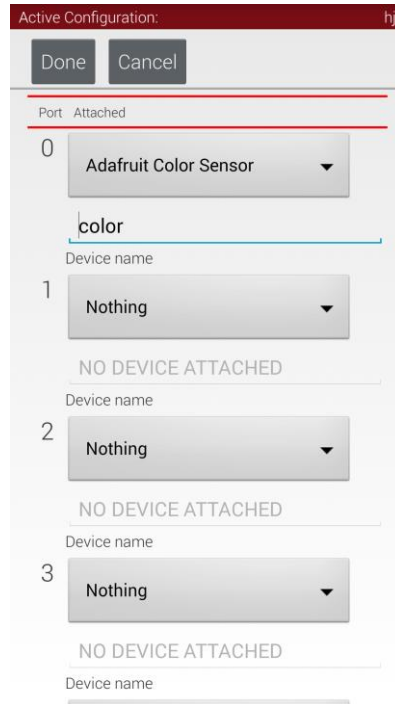 Active Configuration: hj
Done Cancel
Port Attached
0 Adafruit Color Sensor
color
Device name
1 Nothing
NO DEVICE ATTACHED
Device name
2 Nothing
NO DEVICE ATTACHED
Device name
3 Nothing
NO DEVICE ATTACHED
Device name